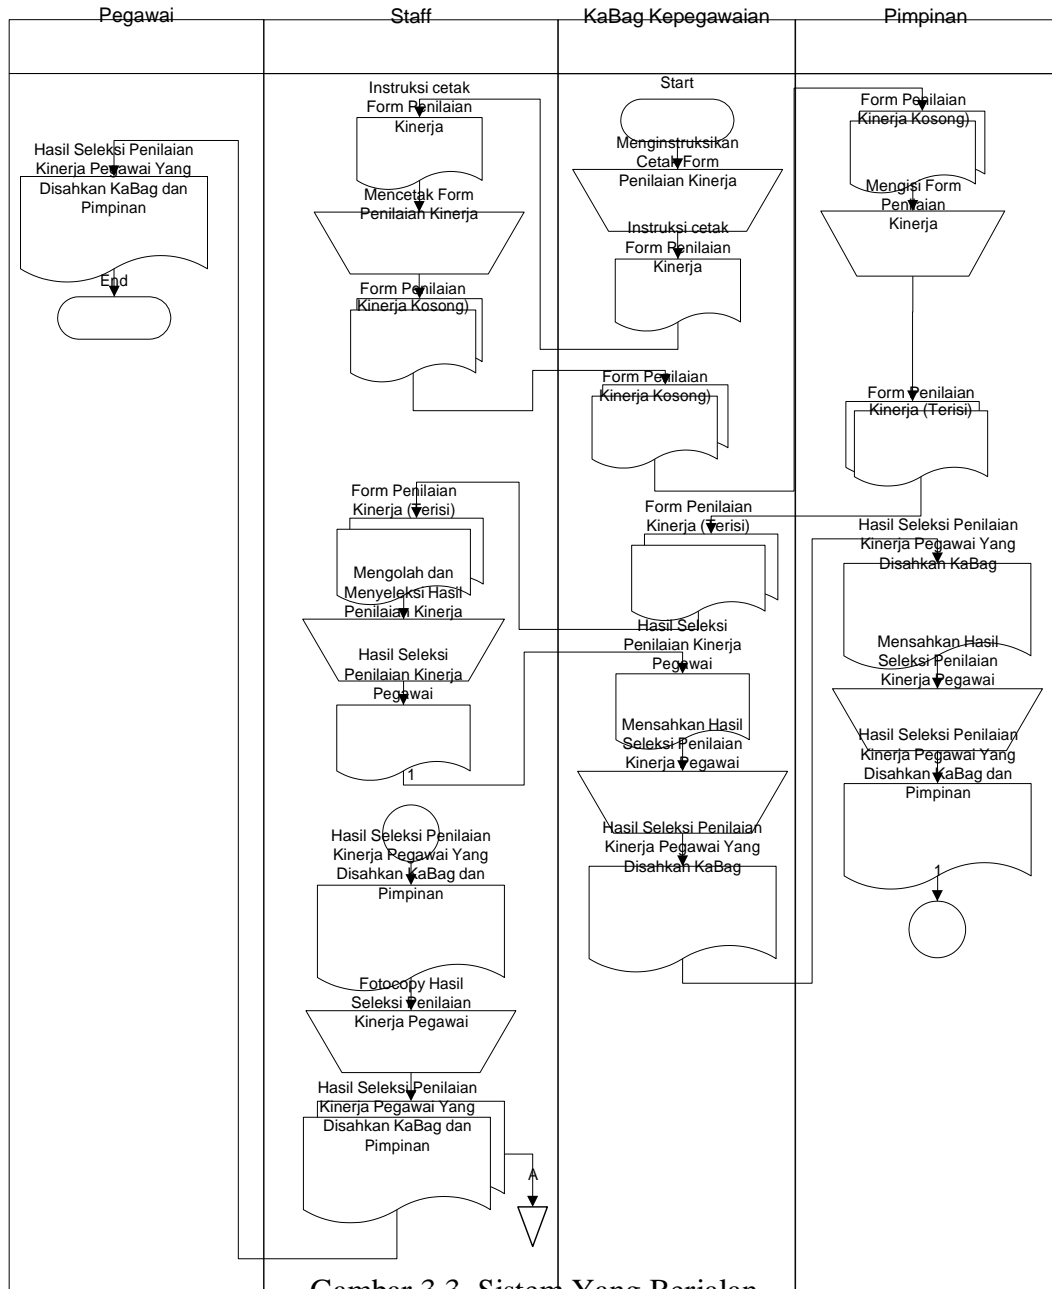 Pegawai
Staff
KaBag Kepegawaian
Pimpinan
Hasil Seleksi Penilaian
Kinerja Pegawai Yang
Disahkan KaBag dan
Pimpinan
End
Instruksi cetak
Form Penilaian
Kinerja
Mencetak Form
Penilaian Kinerja
Form Penilaian
Kinerja Kosong)
Form Penilaian
Kinerja (Terisi)
Mengolah dan
Menyeleksi Hasil
Penilaian Kinerja
Hasil Seleksi
Penilaian Kinerja
Pegawai
1
Hasil Seleksi Penilaian
Kinerja Pegawai Yang
Disahkan KaBag dan
Pimpinan
Fotocopy Hasil
Seleksi Penilaian
Kinerja Pegawai
Hasil Seleksi Penilaian
Kinerja Pegawai Yang
Disahkan KaBag dan
Pimpinan
A
Start
Menginstruksikan
Cetak Form
Penilaian Kinerja
Instruksi cetak
Form Penilaian
Kinerja
Form Penilaian
Kinerja Kosong)
Form Penilaian
Kinerja (Terisi)
Hasil Seleksi
Penilaian Kinerja
Pegawai
Mensahkan Hasil
Seleksi Penilaian
Kinerja Pegawai
Hasil Seleksi Penilaian
Kinerja Pegawai Yang
Disahkan KaBag
Form Penilaian
Kinerja Kosong)
Mengisi Form
Penilaian
Kinerja
Form Penilaian
Kinerja (Terisi)
Hasil Seleksi Penilaian
Kinerja Pegawai Yang
Disahkan KaBag
Mensahkan Hasil
Seleksi Penilaian
Kinerja Pegawai
Hasil Seleksi Penilaian
Kinerja Pegawai Yang
Disahkan KaBag dan
Pimpinan
1
Gambar 3.3 Sistem Yang Berjalan